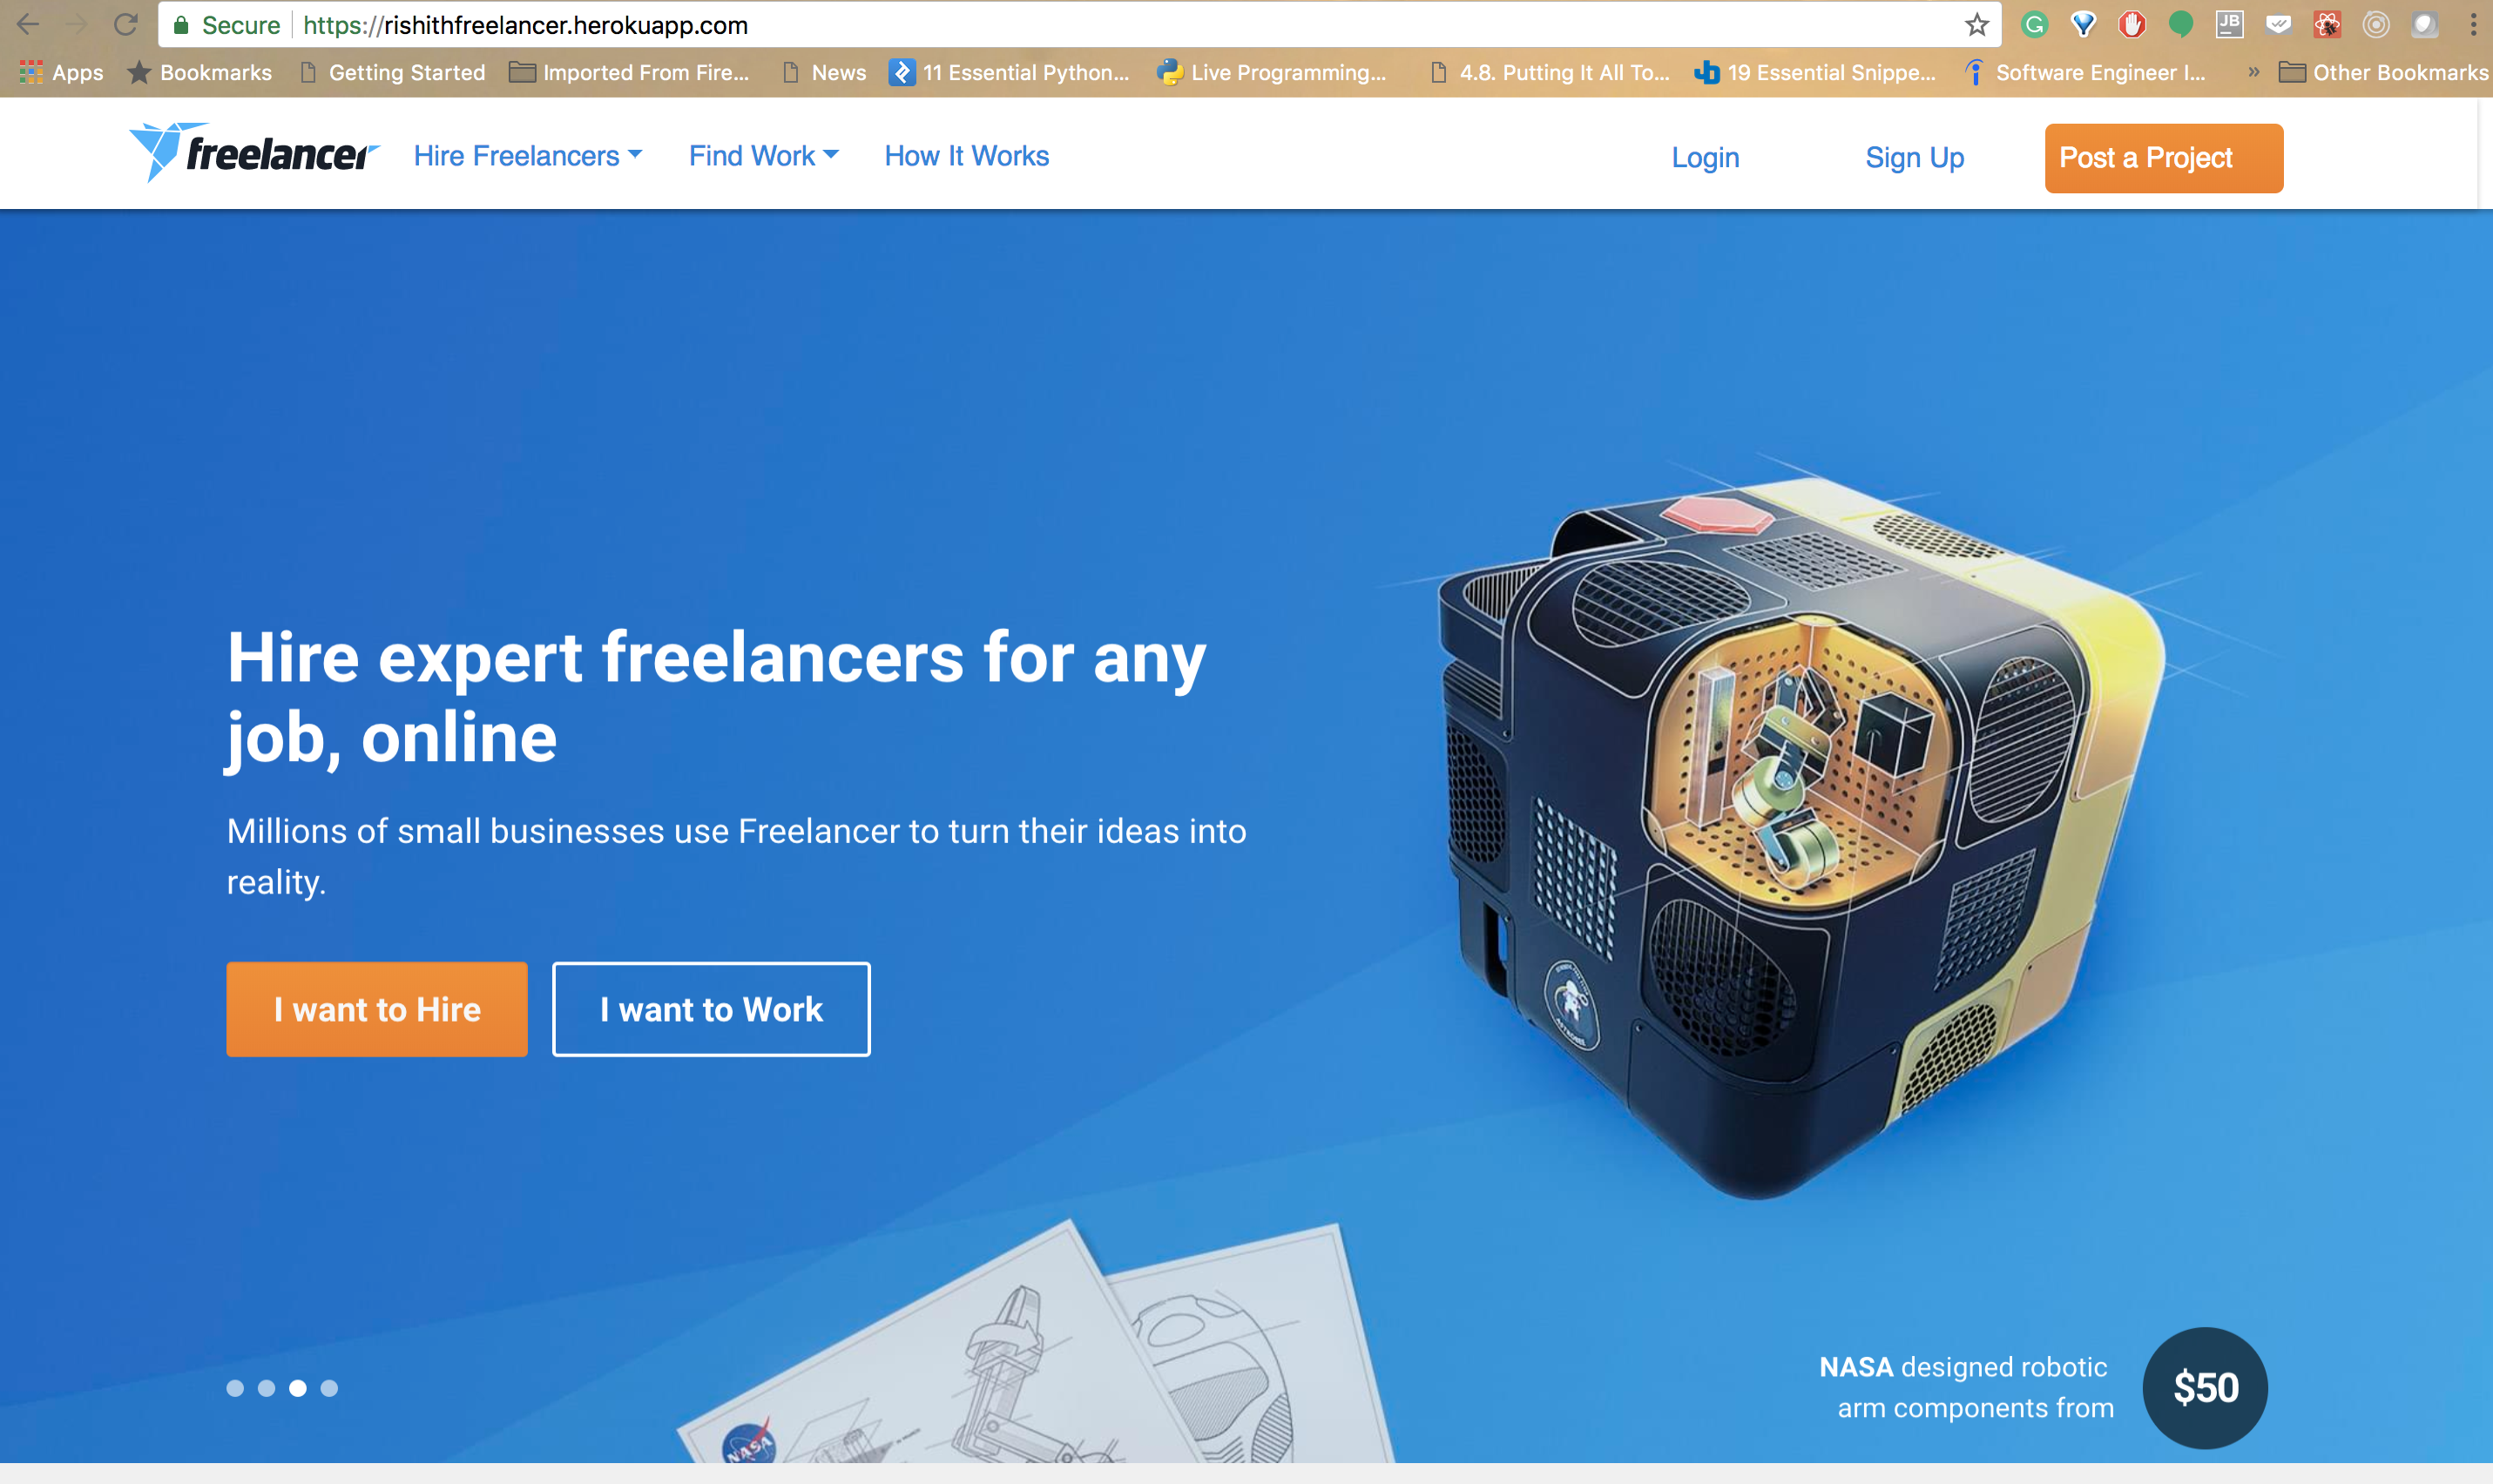 Secure https://rishithfreelancer.herokuapp.com
Apps Bookmarks Getting Started Imported From Fire... News 11 Essential Python... Live Programming... 4.8. Putting It All To... 19 Essential Snippe... Software Engineer I... » Other Bookmarks
freelancer Hire Freelancers Find Work How It Works Login Sign Up Post a Project
Hire expert freelancers for any
job, online
Millions of small businesses use Freelancer to turn their ideas into
reality.
I want to Hire I want to Work
NASA designed robotic
arm components from
$50
NASA